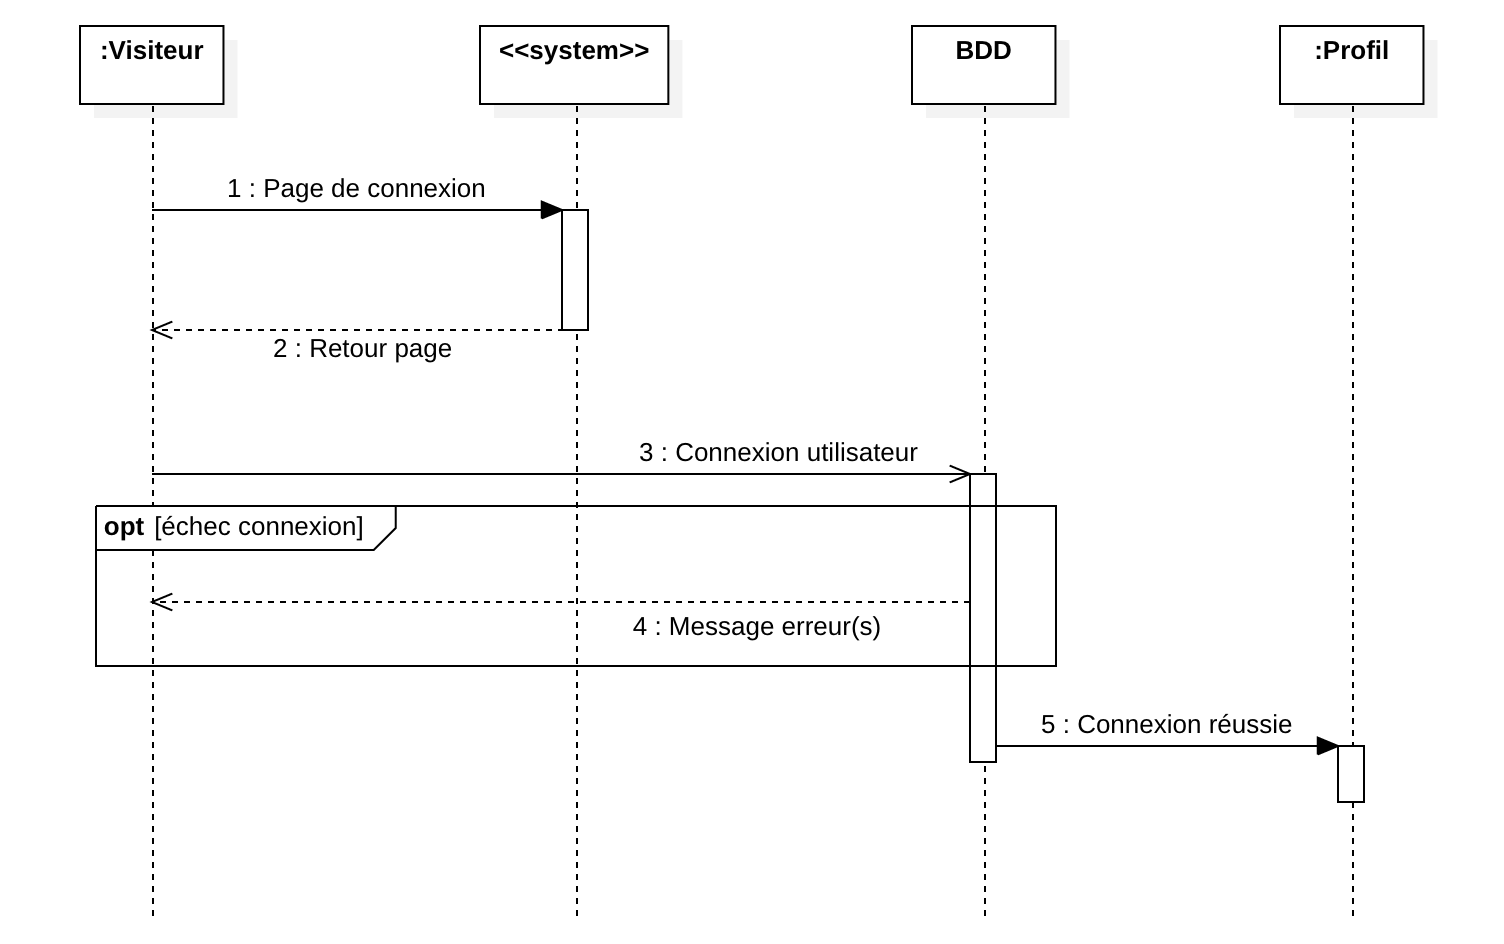 :Visiteur
<<system>>
BDD
:Profil
1 : Page de connexion
2 : Retour page
3 : Connexion utilisateur
opt [échec connexion]
4 : Message erreur(s)
5 : Connexion réussie